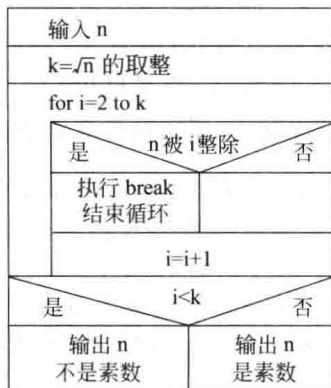 输入 n
k=√n 的取整
for i=2 to k
n 被 i 整除
是 否
执行 break
结束循环
i=i+1
i<k
是 否
输出 n 输出 n
不是素数 是素数